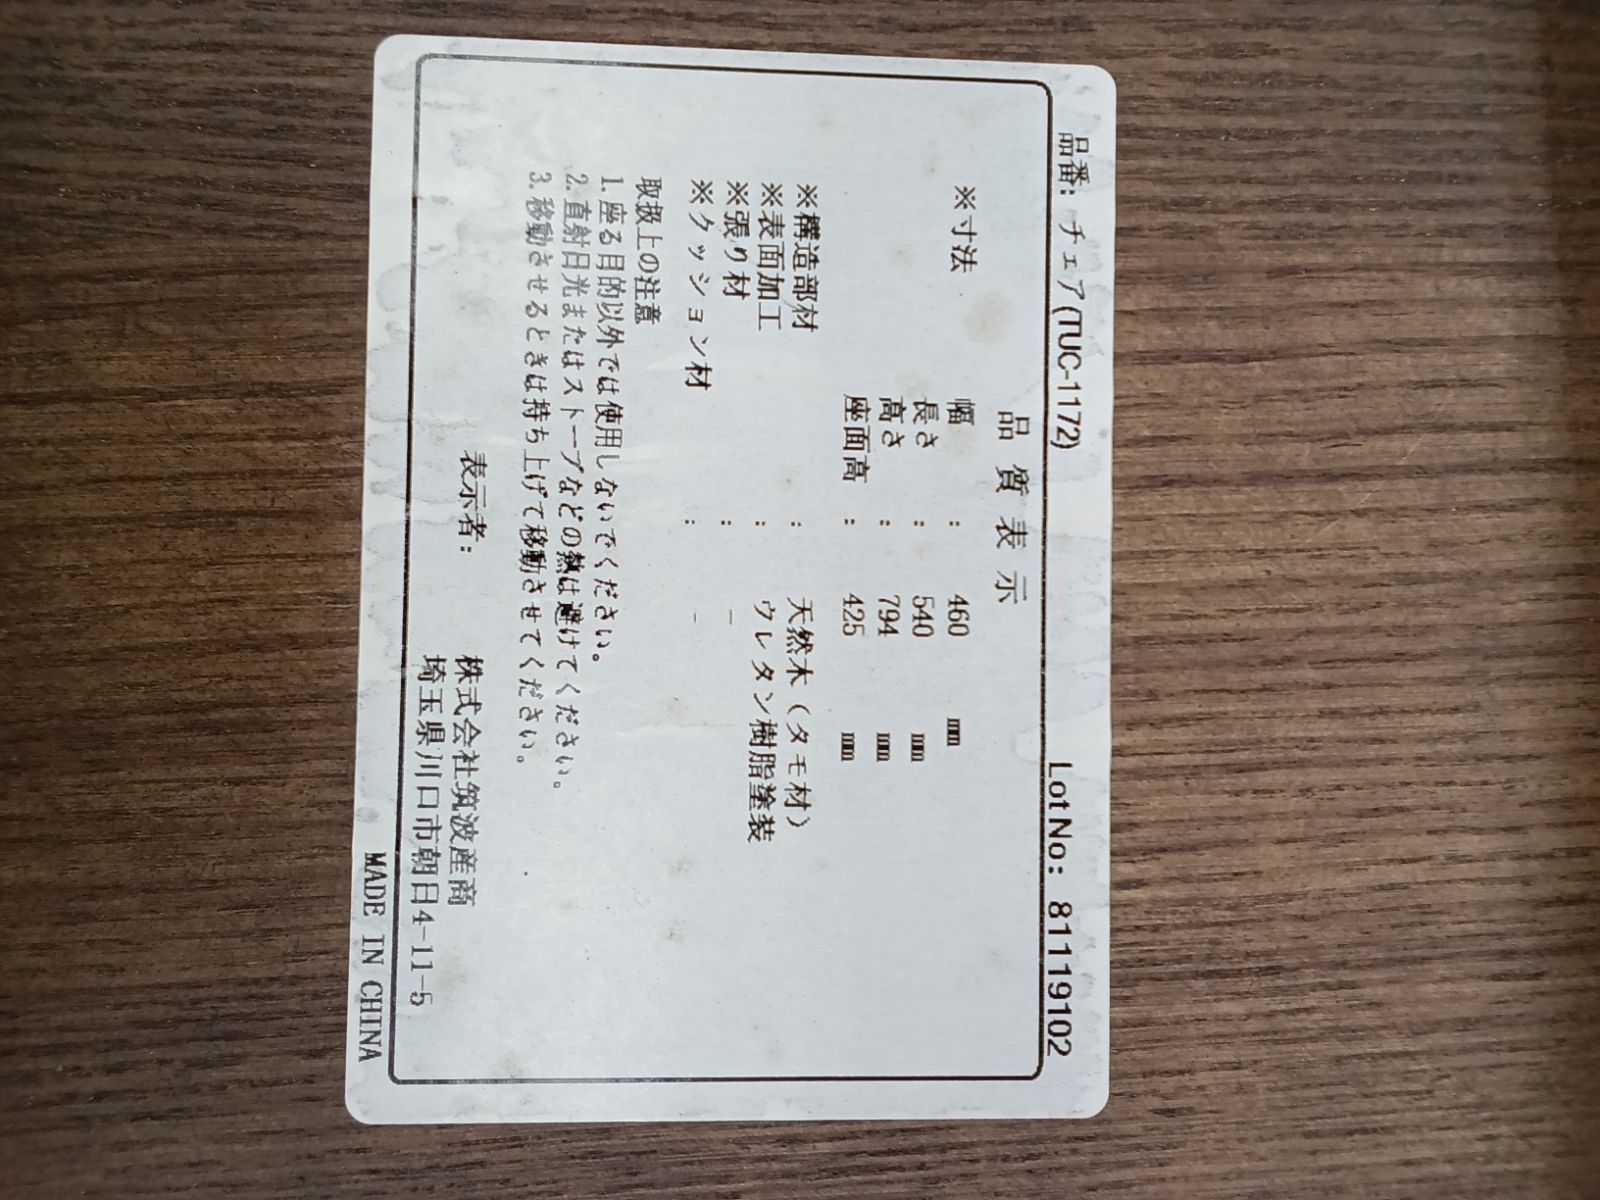 品番: チェア(TUC-1172) LotNo: 81119102
品質表示
※寸法
幅 : 460 mm
長さ : 540 mm
高さ : 794 mm
座面高 : 425 mm
※構造部材 : 天然木(タモ材)
※表面加工 : ウレタン樹脂塗装
※張り材 : -
※クッション材 : -
取扱上の注意
1. 座る目的以外では使用しないでください。
2. 直射日光またはストーブなどの熱は避けてください。
3. 移動させるときは持ち上げて移動させてください。
表示者: 株式会社筑波産商
埼玉県川口市朝日4-11-5
MADE IN CHINA